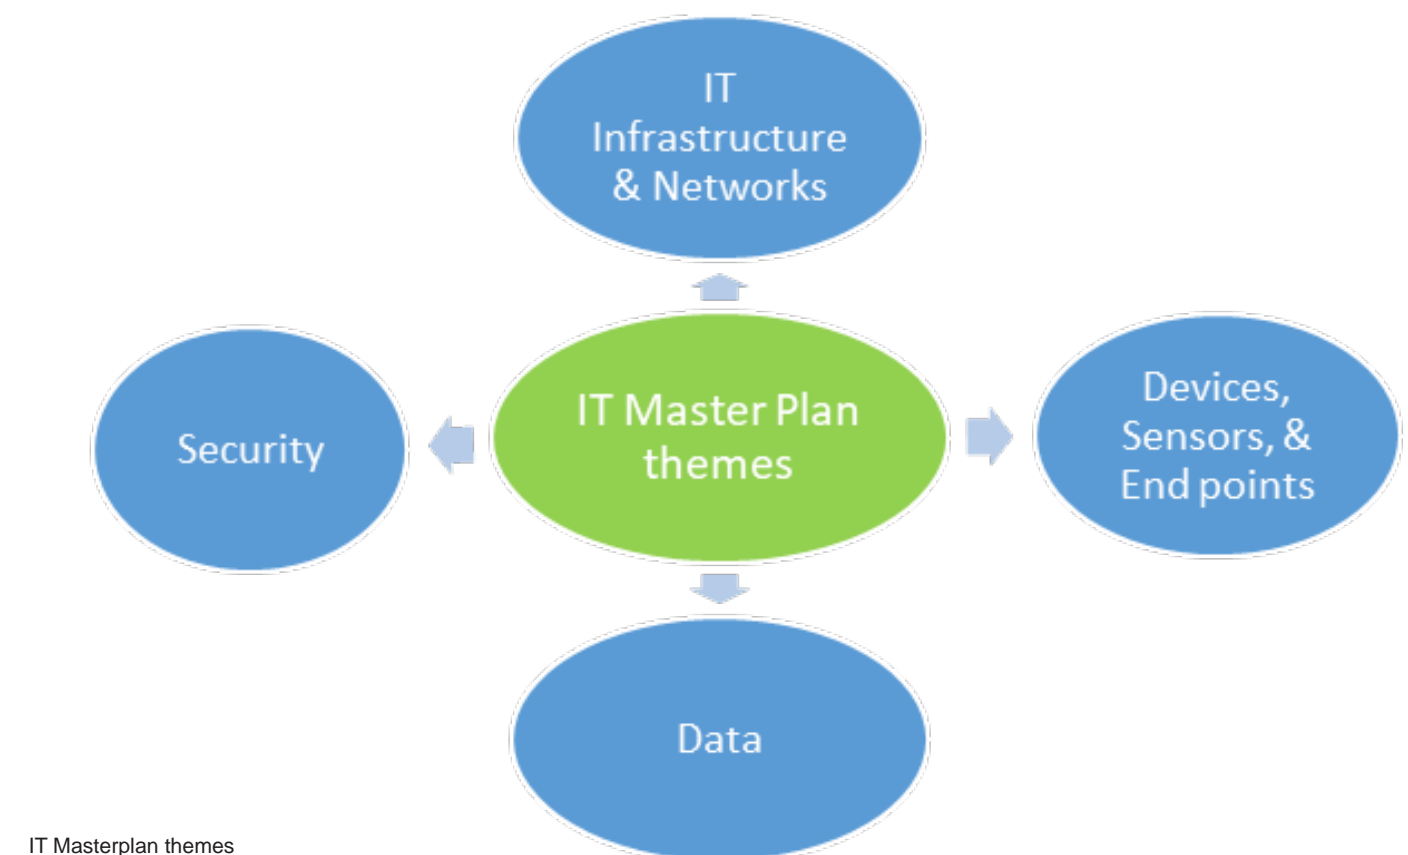 IT
Infrastructure
& Networks
IT Master Plan
themes
Security
Devices,
Sensors, &
End points
Data
IT Masterplan themes